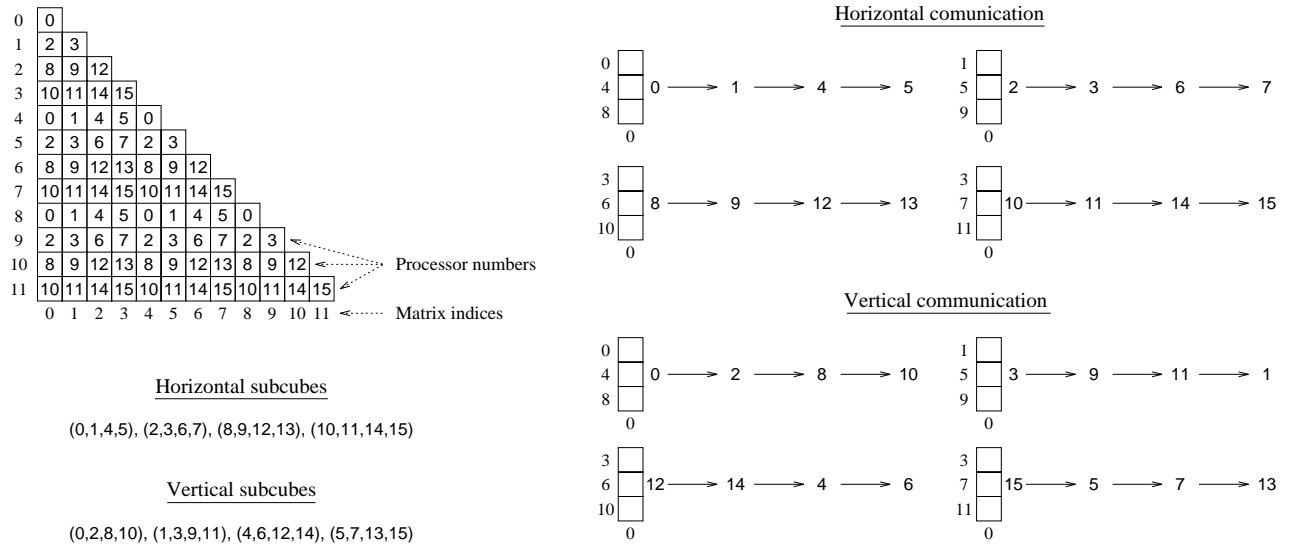 0 0
1 2 3
2 8 9 12
3 10 11 14 15
4 0 1 4 5 0
5 2 3 6 7 2 3
6 8 9 12 13 8 9 12
7 10 11 14 15 10 11 14 15
8 0 1 4 5 0 1 4 5 0
9 2 3 6 7 2 3 6 7 2 3
10 8 9 12 13 8 9 12 13 8 9 12
11 10 11 14 15 10 11 14 15 10 11 14 15
0 1 2 3 4 5 6 7 8 9 10 11
Processor numbers
Matrix indices
Horizontal subcubes
(0,1,4,5), (2,3,6,7), (8,9,12,13), (10,11,14,15)
Vertical subcubes
(0,2,8,10), (1,3,9,11), (4,6,12,14), (5,7,13,15)
Horizontal comunication
0
4 0 1 4 5
8
0
1
5 2 3 6 7
9
0
3
6 8 9 12 13
10
0
3
7 10 11 14 15
11
0
Vertical communication
0
4 0 2 8 10
8
0
1
5 3 9 11 1
9
0
3
6 12 14 4 6
10
0
3
7 15 5 7 13
11
0